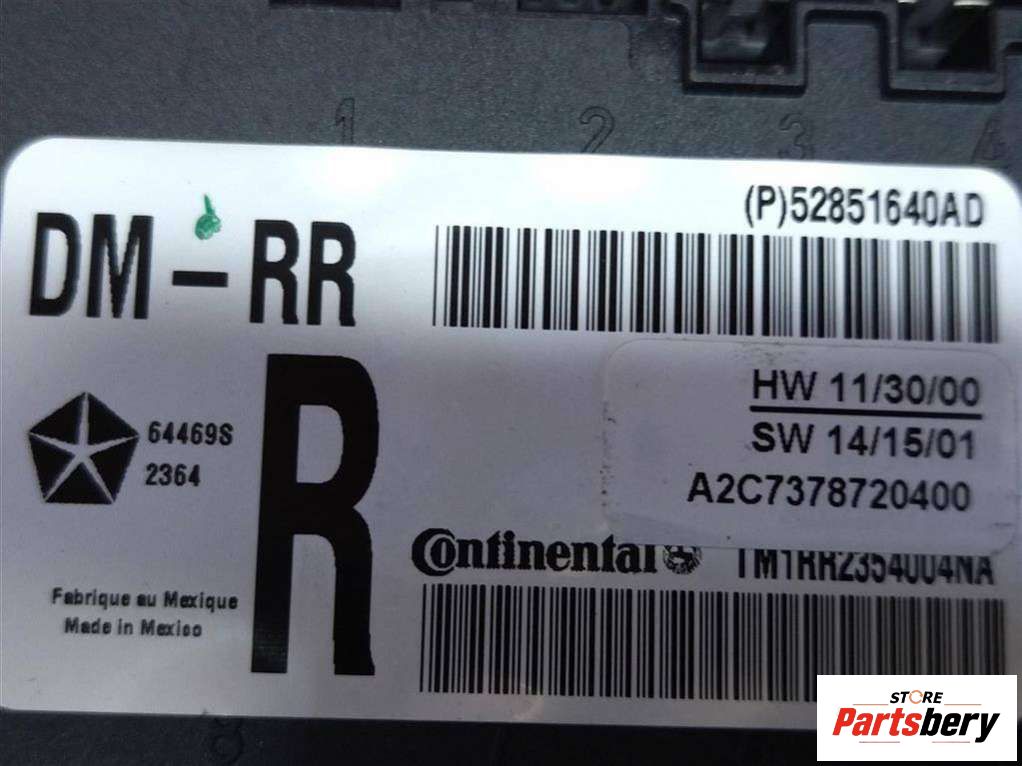 1 2 3 4
(P)52851640AD
DM-RR
HW 11/30/00
SW 14/15/01
A2C7378720400
64469S
2364
R
Continental
TM1RR2354004NA
Fabrique au Mexique
Made in Mexico
STORE
Partsbery